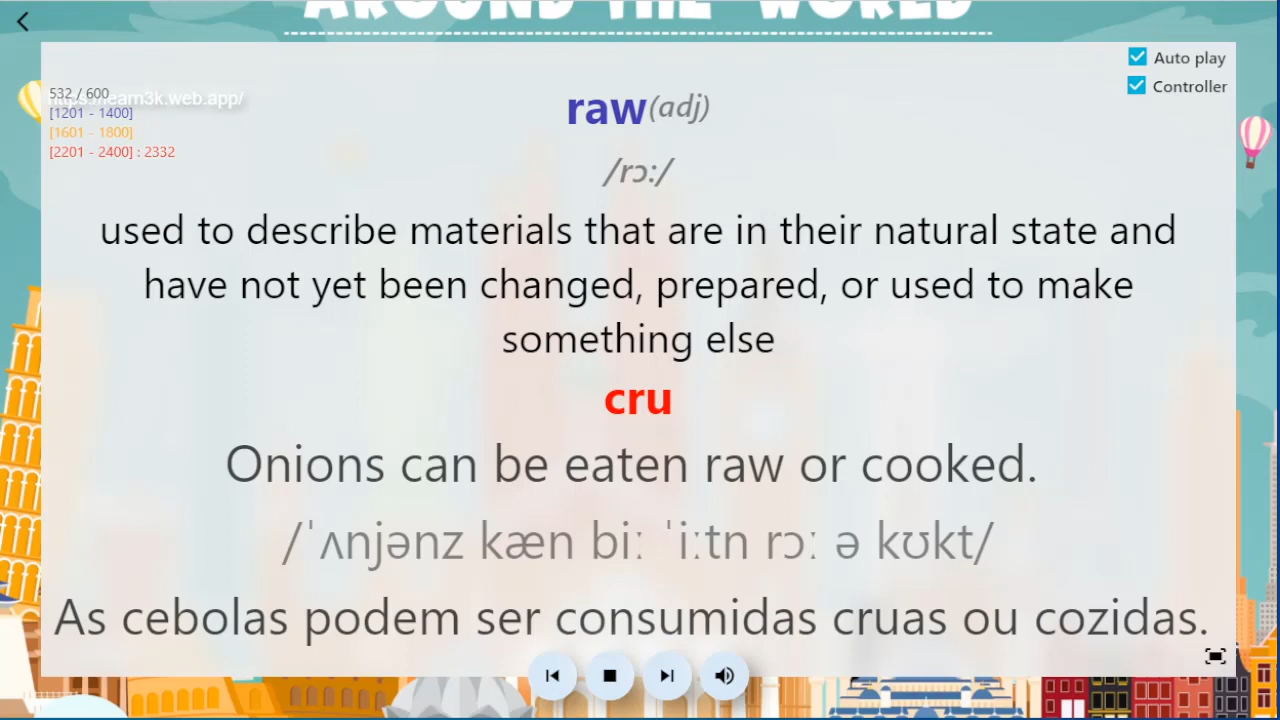 AROUND THE WORLD
Auto play
Controller
532 / 600
https://learn3k.web.app/
[1201 - 1400]
[1601 - 1800]
[2201 - 2400] : 2332
raw(adj)
/rɔː/
used to describe materials that are in their natural state and
have not yet been changed, prepared, or used to make
something else
cru
Onions can be eaten raw or cooked.
/ˈʌnjənz kæn biː ˈiːtn rɔː ə kʊkt/
As cebolas podem ser consumidas cruas ou cozidas.